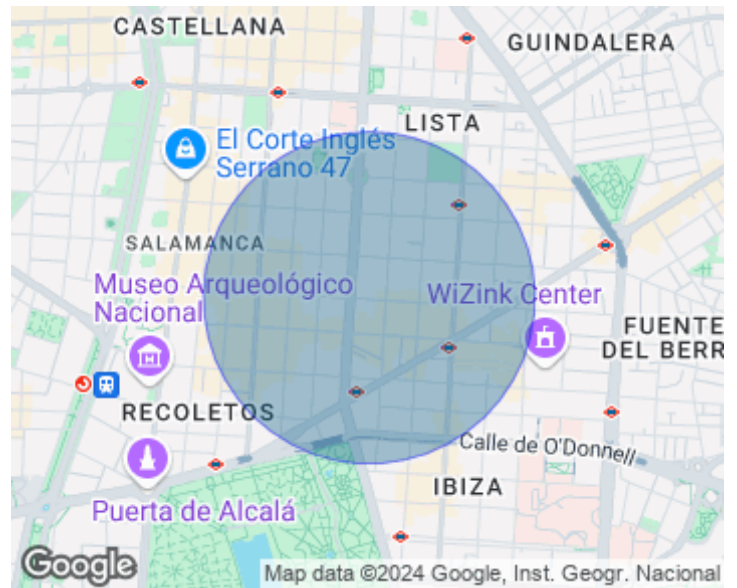 CASTELLANA
GUINDALERA
LISTA
El Corte Inglés
Serrano 47
SALAMANCA
Museo Arqueológico
Nacional
WiZink Center
FUENTE
DEL BERR
RECOLETOS
Calle de O'Donnell
IBIZA
Puerta de Alcalá
Google
Map data ©2024 Google, Inst. Geogr. Nacional